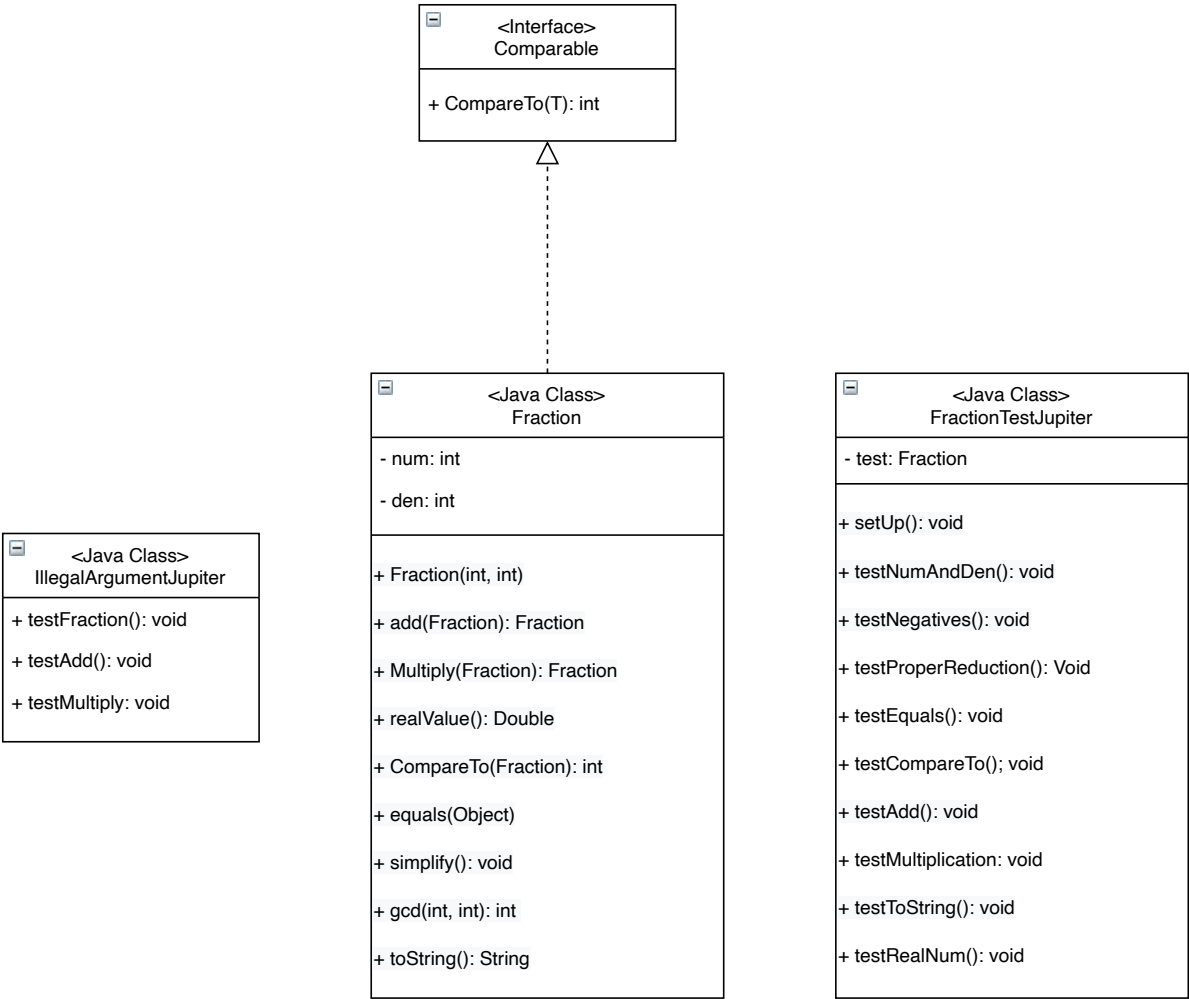 <Interface>
Comparable
+ CompareTo(T): int
<Java Class>
IllegalArgumentJupiter
+ testFraction(): void
+ testAdd(): void
+ testMultiply: void
<Java Class>
Fraction
- num: int
- den: int
+ Fraction(int, int)
+ add(Fraction): Fraction
+ Multiply(Fraction): Fraction
+ realValue(): Double
+ CompareTo(Fraction): int
+ equals(Object)
+ simplify(): void
+ gcd(int, int): int
+ toString(): String
<Java Class>
FractionTestJupiter
- test: Fraction
+ setUp(): void
+ testNumAndDen(): void
+ testNegatives(): void
+ testProperReduction(): Void
+ testEquals(): void
+ testCompareTo(); void
+ testAdd(): void
+ testMultiplication: void
+ testToString(): void
+ testRealNum(): void